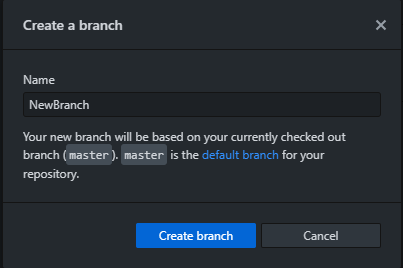 Create a branch
Name
NewBranch
Your new branch will be based on your currently checked out
branch (master). master is the default branch for your
repository.
Create branch
Cancel